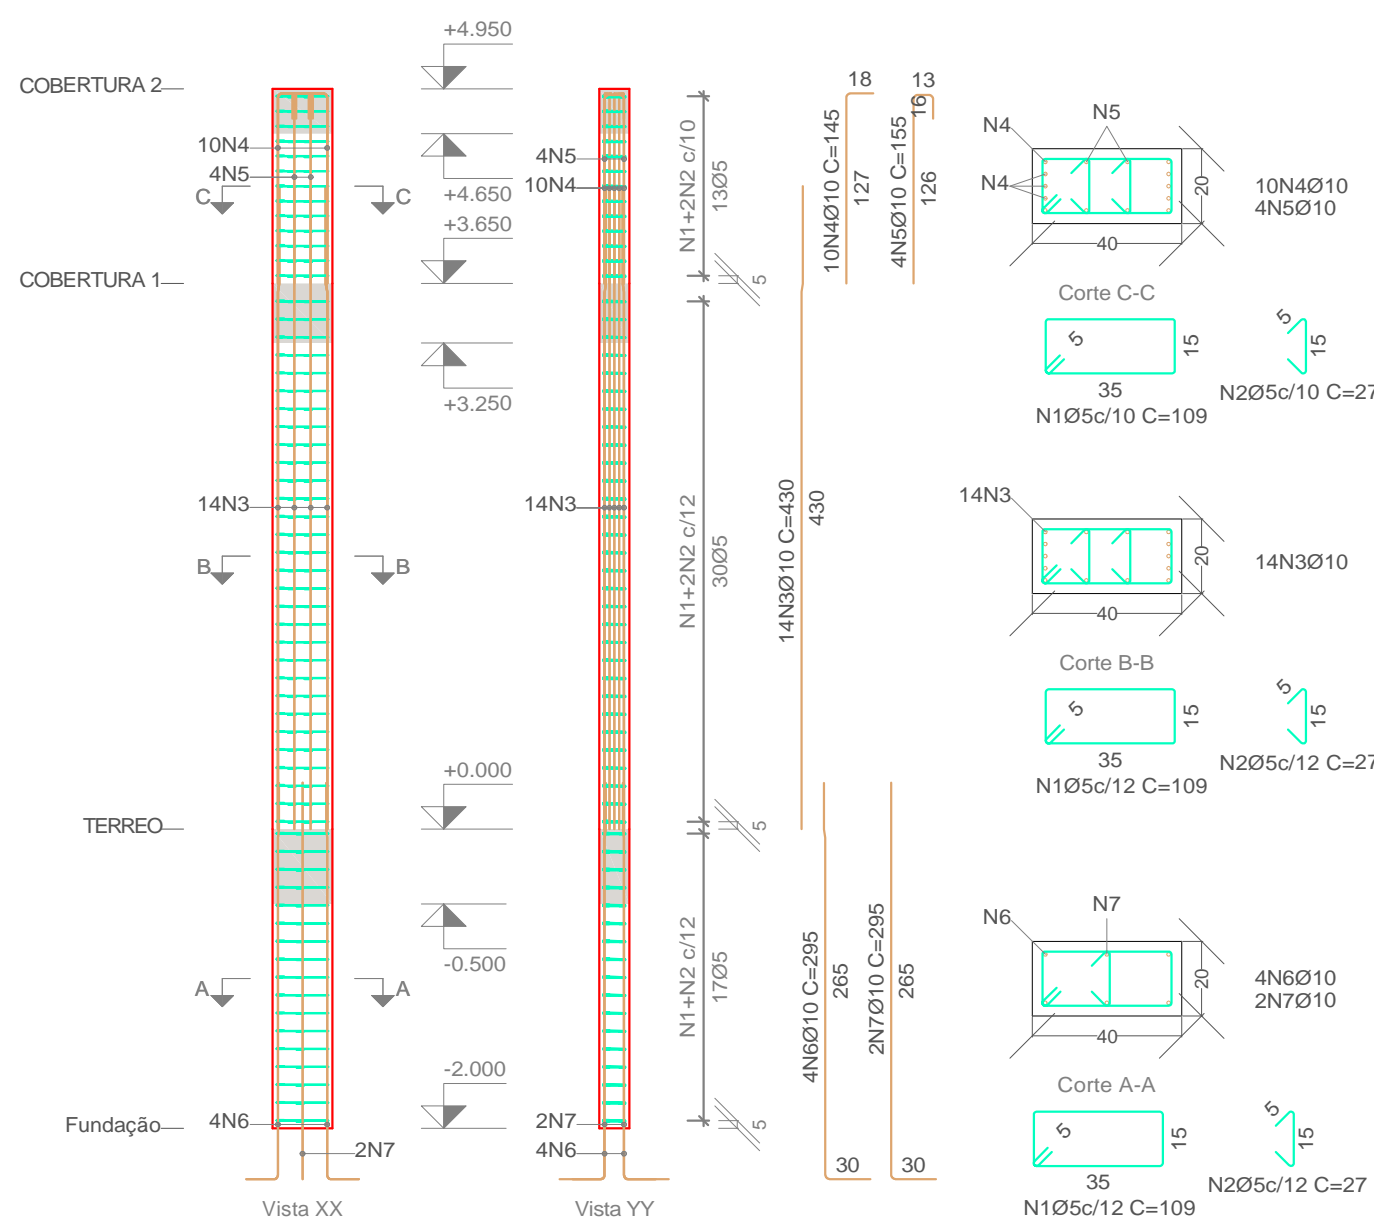 +4.950
COBERTURA 2
10N4
4N5
C
C
+4.650
+3.650
COBERTURA 1
+3.250
14N3
B
B
+0.000
TERREO
-0.500
A
A
-2.000
Fundação
4N6
2N7
Vista XX
4N5
10N4
14N3
2N7
4N6
Vista YY
N1+2N2 c/10
13Ø5
5
N1+2N2 c/12
30Ø5
5
N1+N2 c/12
17Ø5
5
18
10N4Ø10 C=145
127
13
16
4N5Ø10 C=155
126
14N3Ø10 C=430
430
4N6Ø10 C=295
265
30
2N7Ø10 C=295
265
30
N4
N5
N4
20
40
10N4Ø10
4N5Ø10
Corte C-C
5
15
35
N1Ø5c/10 C=109
5
15
N2Ø5c/10 C=27
14N3
20
40
14N3Ø10
Corte B-B
5
15
35
N1Ø5c/12 C=109
5
15
N2Ø5c/12 C=27
N6
N7
20
40
4N6Ø10
2N7Ø10
Corte A-A
5
15
35
N1Ø5c/12 C=109
5
15
N2Ø5c/12 C=27